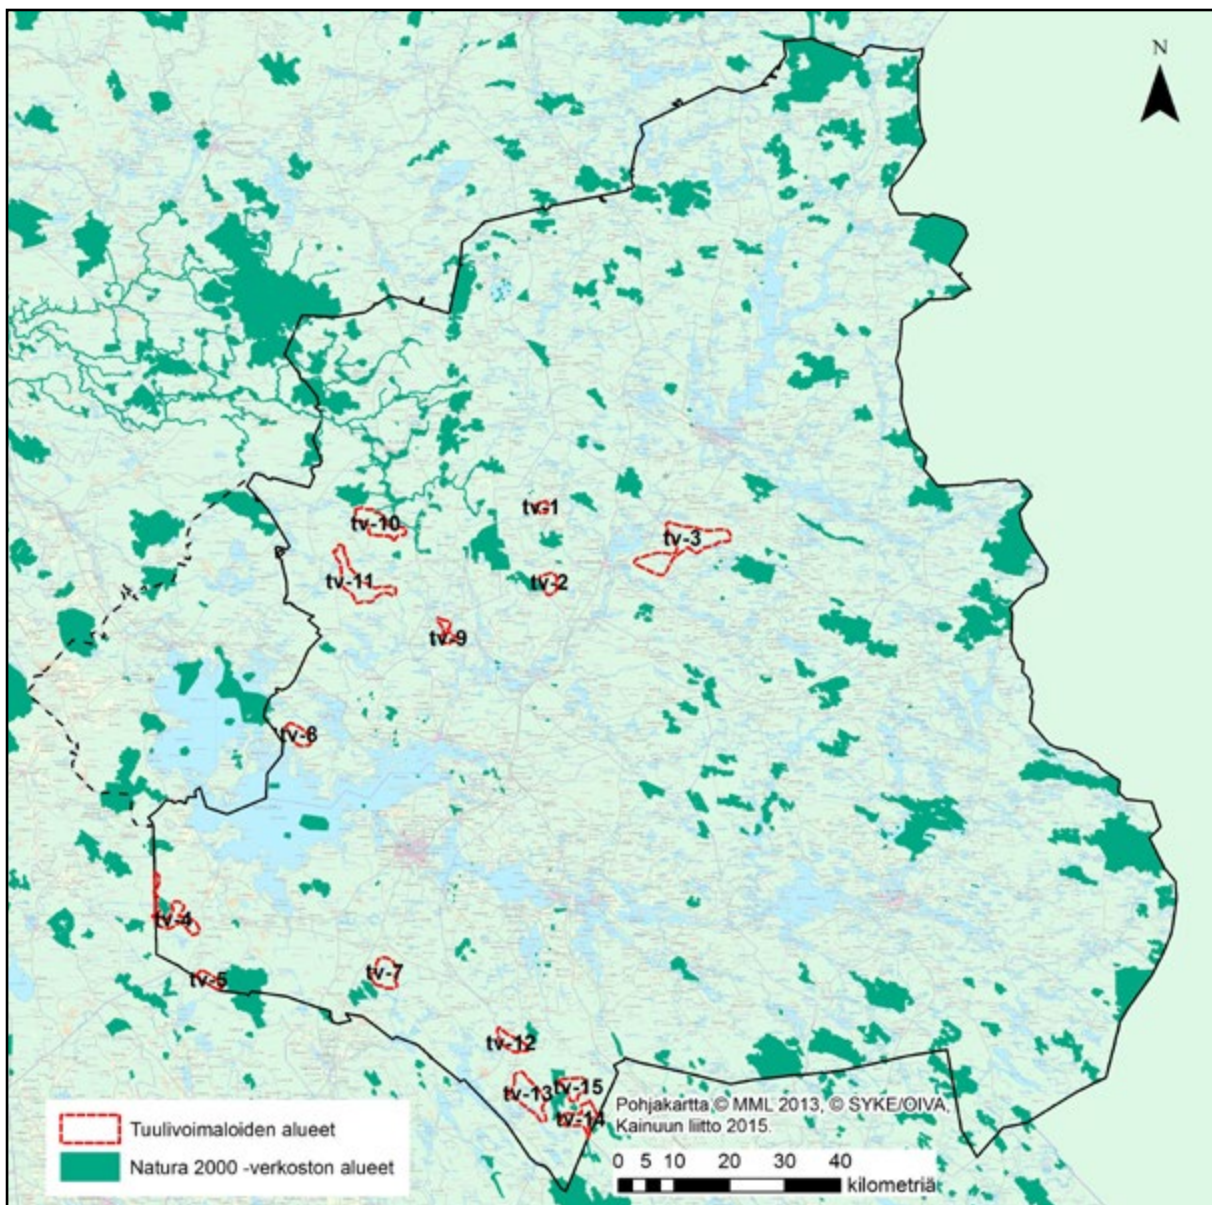 N
tv-1
tv-10
tv-3
tv-11
tv-2
tv-9
tv-8
tv-4
tv-5
tv-7
tv-12
tv-15
tv-13
tv-14
Pohjakartta © MML 2013, © SYKE/OIVA,
Kainuun liitto 2015.
Tuulivoimaloiden alueet
Natura 2000 -verkoston alueet
0 5 10 20 30 40
kilometriä